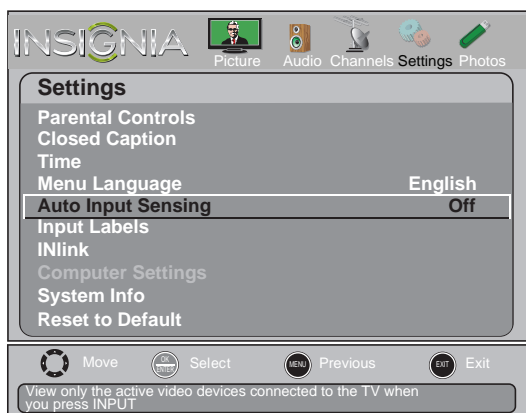 INSIGNIA
Picture Audio Channels Settings Photos
Settings
Parental Controls
Closed Caption
Time
Menu Language English
Auto Input Sensing Off
Input Labels
INlink
Computer Settings
System Info
Reset to Default
Move OK ENTER Select MENU Previous EXIT Exit
View only the active video devices connected to the TV when
you press INPUT